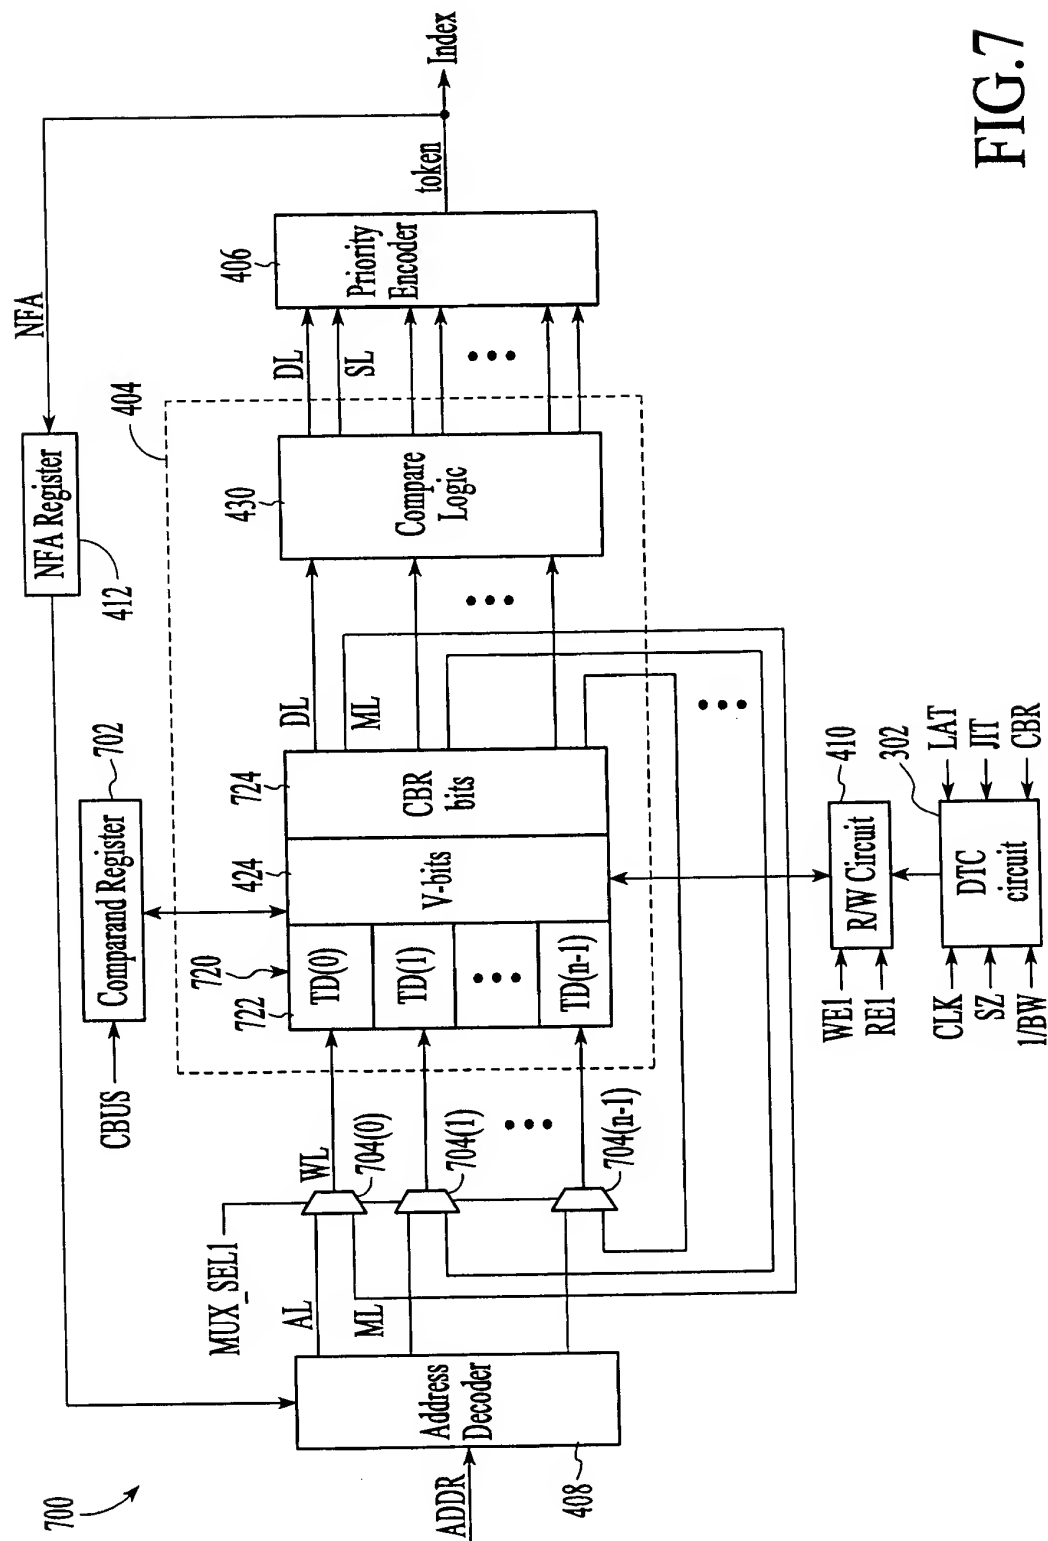 700
NFA
NFA Register
412
CBUS
Comparand Register
702
404
MUX_SEL1
AL
ML
WL
704(0)
704(1)
704(n-1)
ADDR
Address
Decoder
408
720
722
TD(0)
TD(1)
TD(n-1)
424
V-bits
724
CBR
bits
DL
ML
430
Compare
Logic
DL
SL
406
Priority
Encoder
token
Index
WE1
RE1
R/W Circuit
410
CLK
SZ
1/BW
DTC
circuit
302
LAT
JIT
CBR
FIG.7